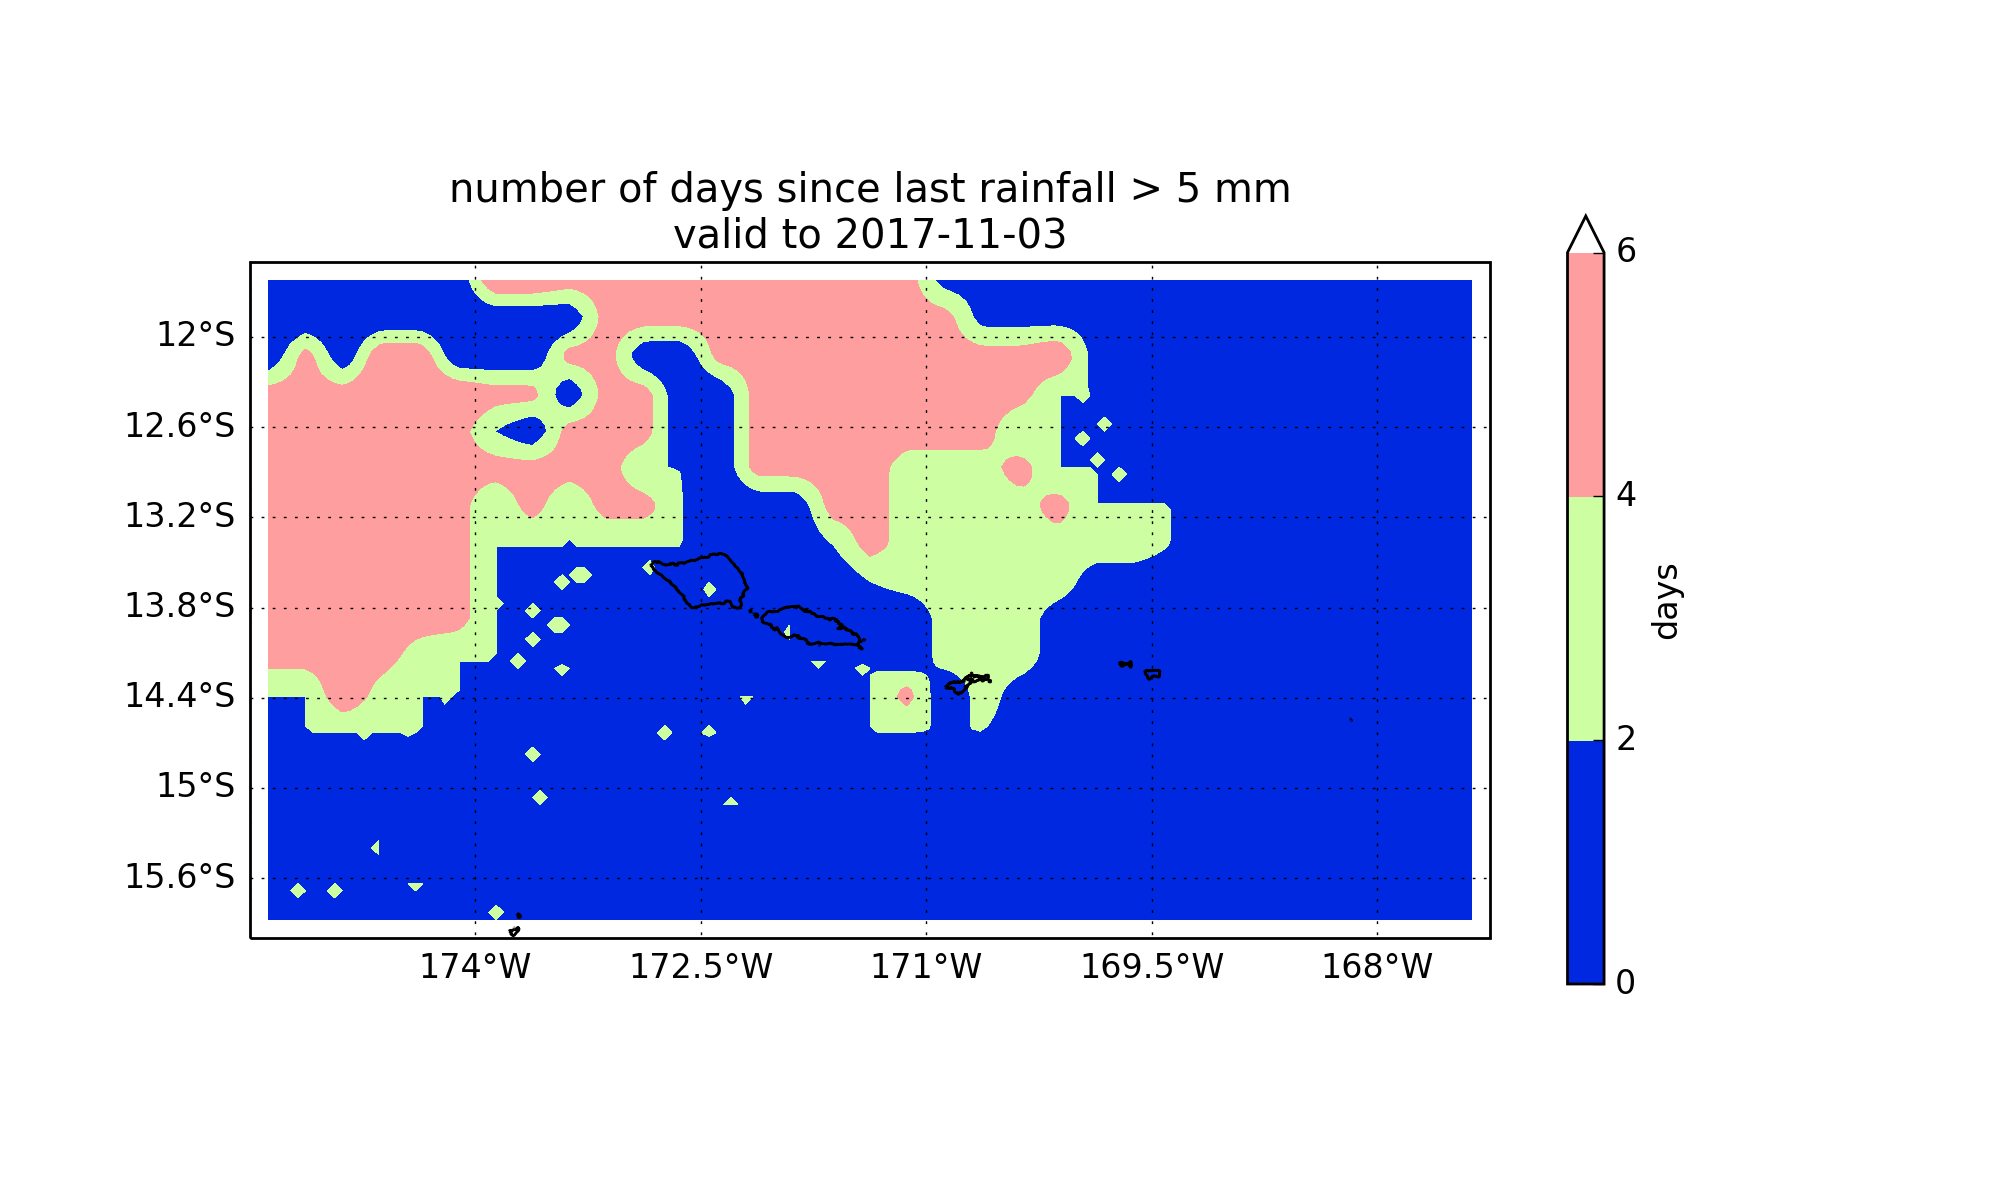 number of days since last rainfall > 5 mm
valid to 2017-11-03
12°S
12.6°S
13.2°S
13.8°S
14.4°S
15°S
15.6°S
174°W 172.5°W 171°W 169.5°W 168°W
6
4
2
0
days